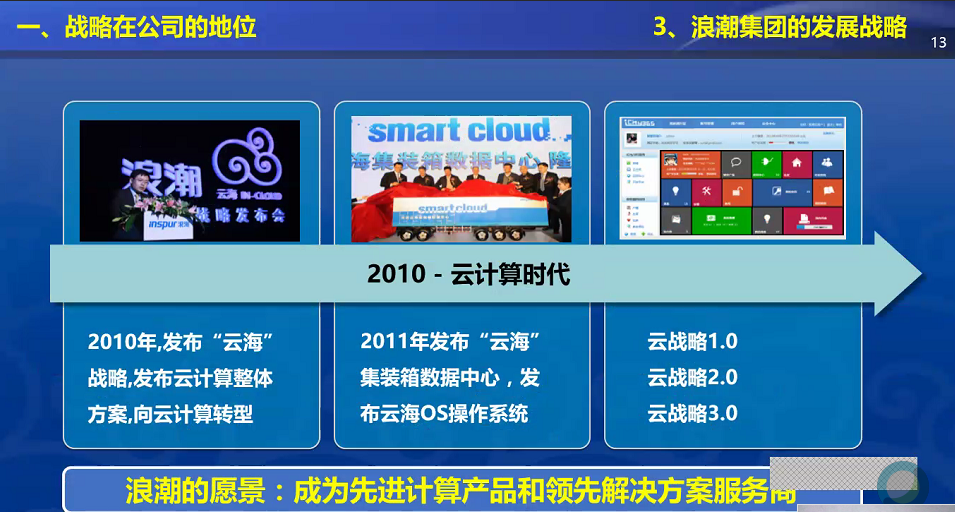 一、战略在公司的地位
3、浪潮集团的发展战略
13
浪潮
云海 IN-CLOUD
战略发布会
inspur 浪潮
smart cloud
海集装箱数据中心 隆
smart cloud
2010 - 云计算时代
2010年,发布“云海”
战略,发布云计算整体
方案,向云计算转型
2011年发布“云海”
集装箱数据中心，发
布云海OS操作系统
云战略1.0
云战略2.0
云战略3.0
浪潮的愿景：成为先进计算产品和领先解决方案服务商